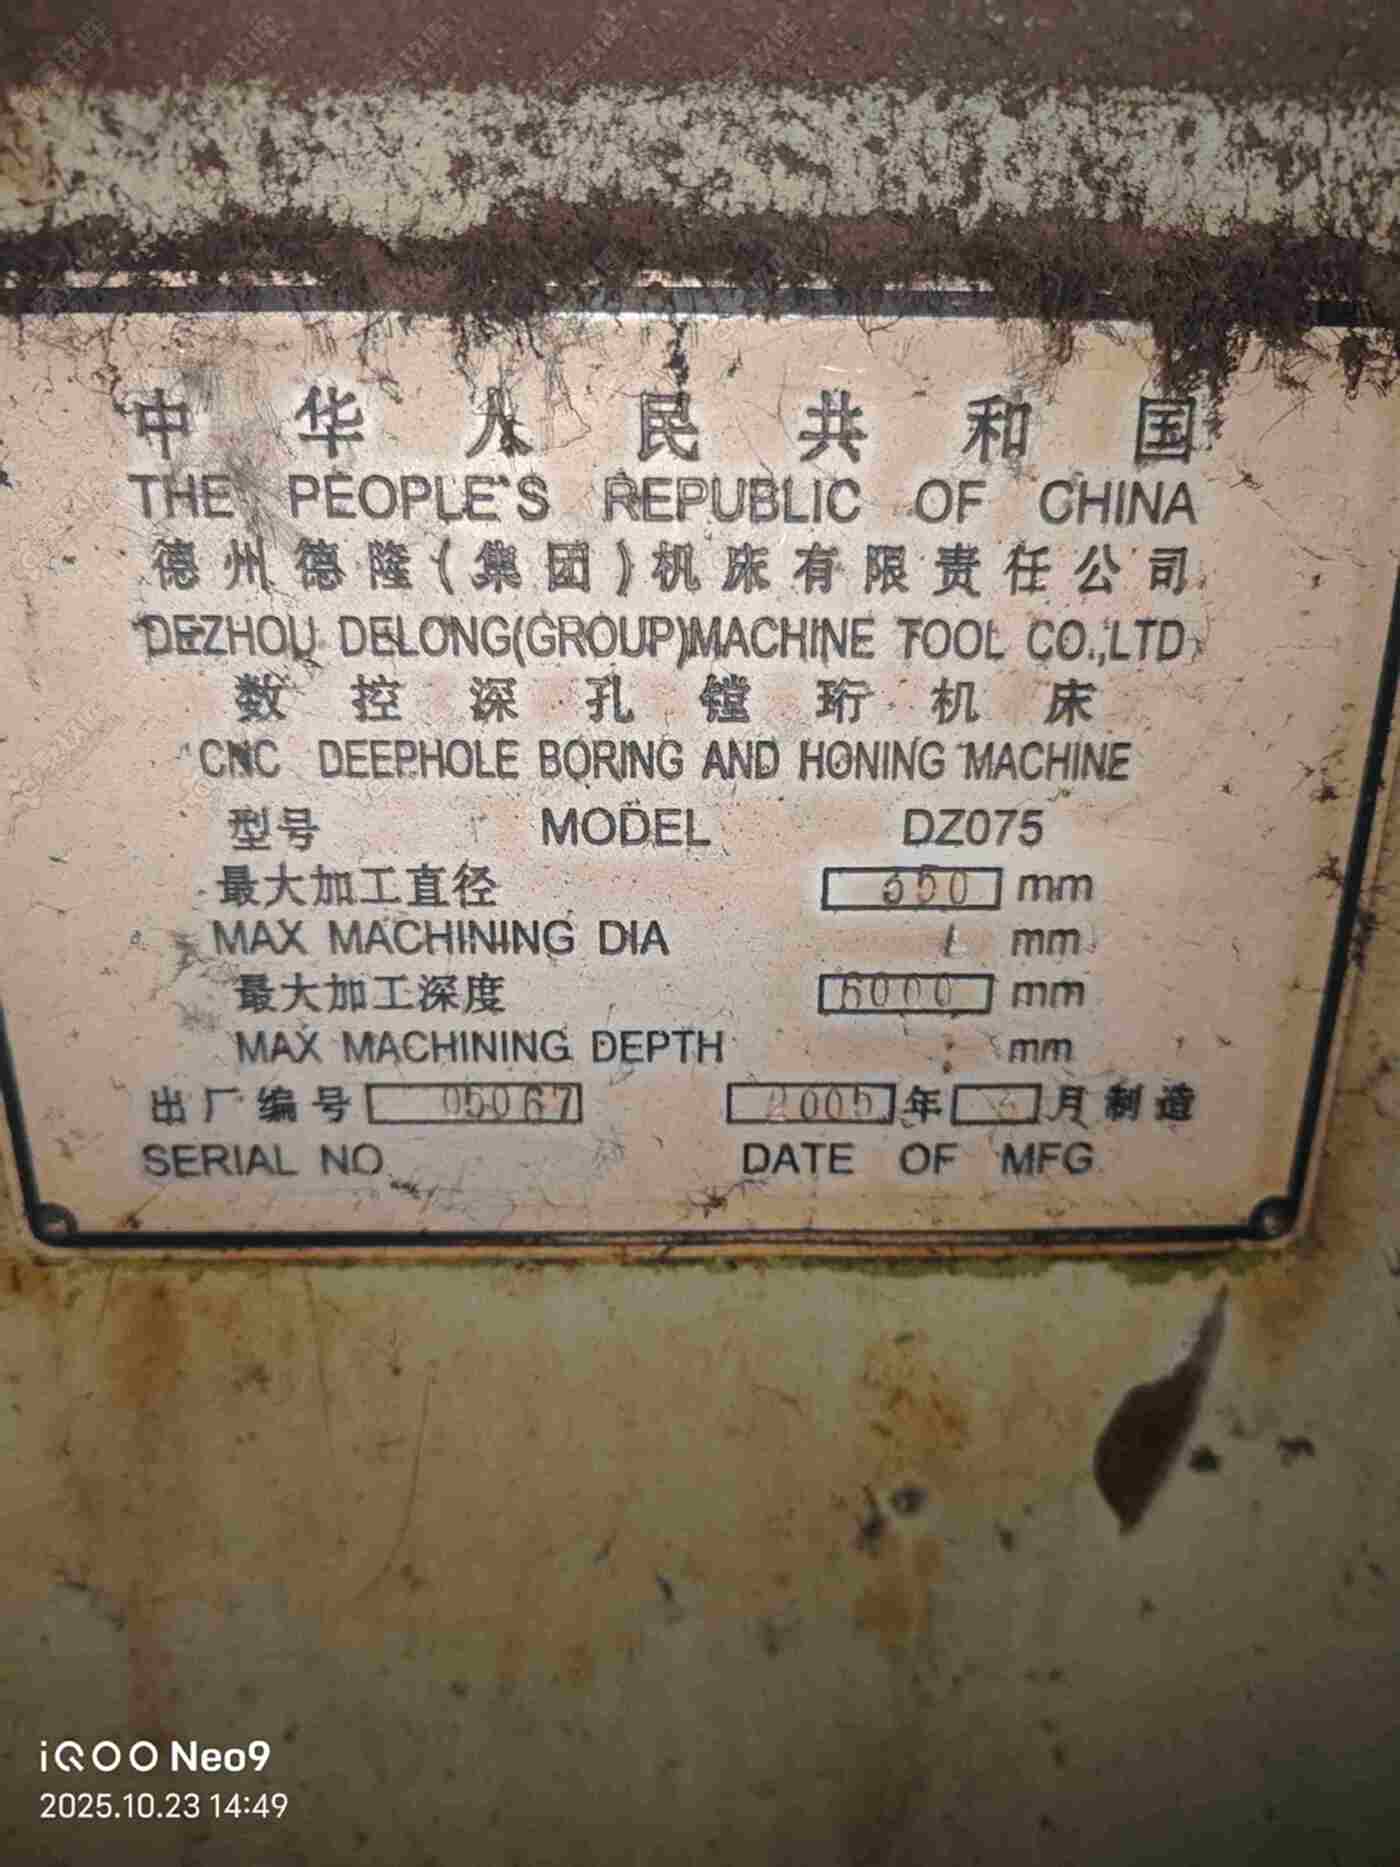 中华人民共和国
THE PEOPLE'S REPUBLIC OF CHINA
德州德隆(集团)机床有限责任公司
DEZHOU DELONG(GROUP)MACHINE TOOL CO.,LTD
数控深孔镗珩机床
CNC DEEPHOLE BORING AND HONING MACHINE
型号 MODEL DZ075
最大加工直径 mm
MAX MACHINING DIA mm
最大加工深度 6000 mm
MAX MACHINING DEPTH mm
出厂编号 05067 2005年 月制造
SERIAL NO DATE OF MFG
iQOO Neo9
2025.10.23 14:49